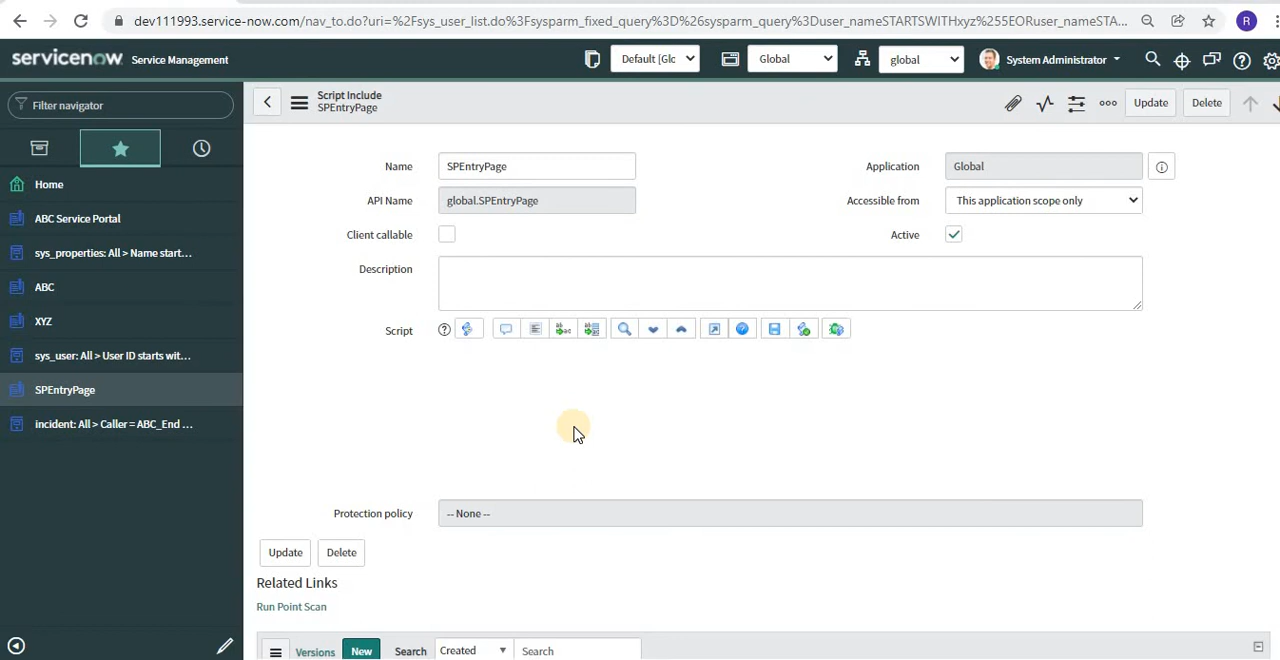 dev111993.service-now.com/nav_to.do?uri=%2Fsys_user_list.do%3Fsysparm_fixed_query%3D%26sysparm_query%3Duser_nameSTARTSWITHxyz%255EORuser_nameSTA...
R
servicenow Service Management
Default [Glc
Global
global
System Administrator
Filter navigator
Script Include
SPEntryPage
Update
Delete
Home
ABC Service Portal
sys_properties: All > Name start...
ABC
XYZ
sys_user: All > User ID starts wit...
SPEntryPage
incident: All > Caller = ABC_End ...
Name SPEntryPage
Application Global
API Name global.SPEntryPage
Accessible from This application scope only
Client callable
Active
Description
Script
Protection policy -- None --
Update Delete
Related Links
Run Point Scan
Versions New Search Created Search